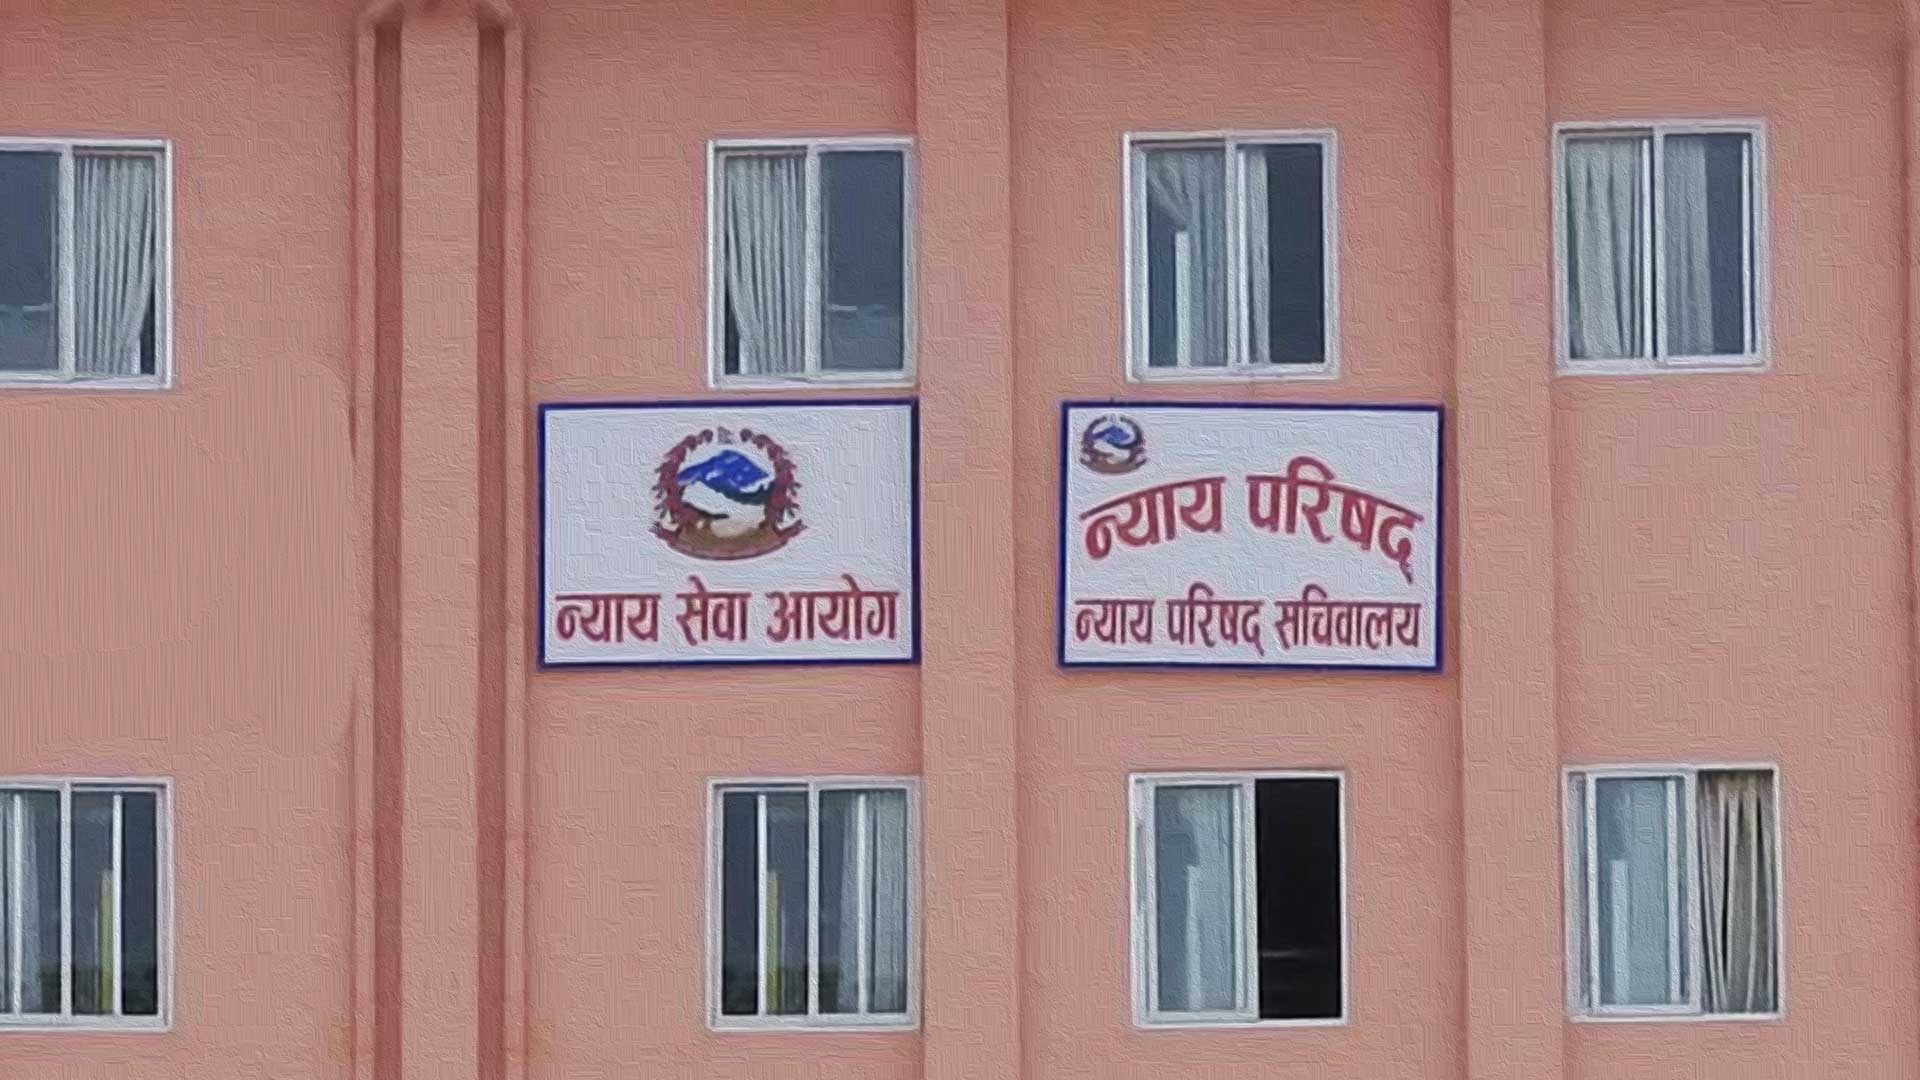 न्याय सेवा आयोग
न्याय परिषद्
न्याय परिषद् सचिवालय